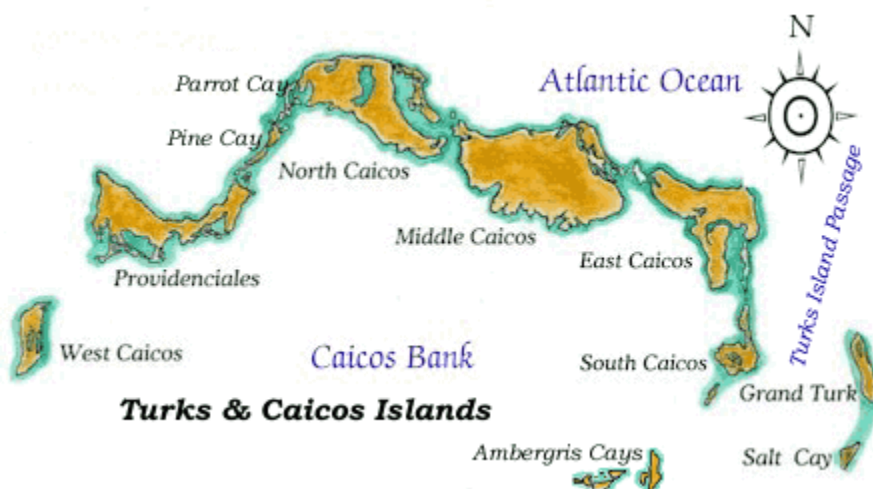 N
Atlantic Ocean
Parrot Cay
Pine Cay
North Caicos
Turks Island Passage
Middle Caicos
East Caicos
Providenciales
West Caicos
Caicos Bank
South Caicos
Grand Turk
Turks & Caicos Islands
Ambergris Cays
Salt Cay